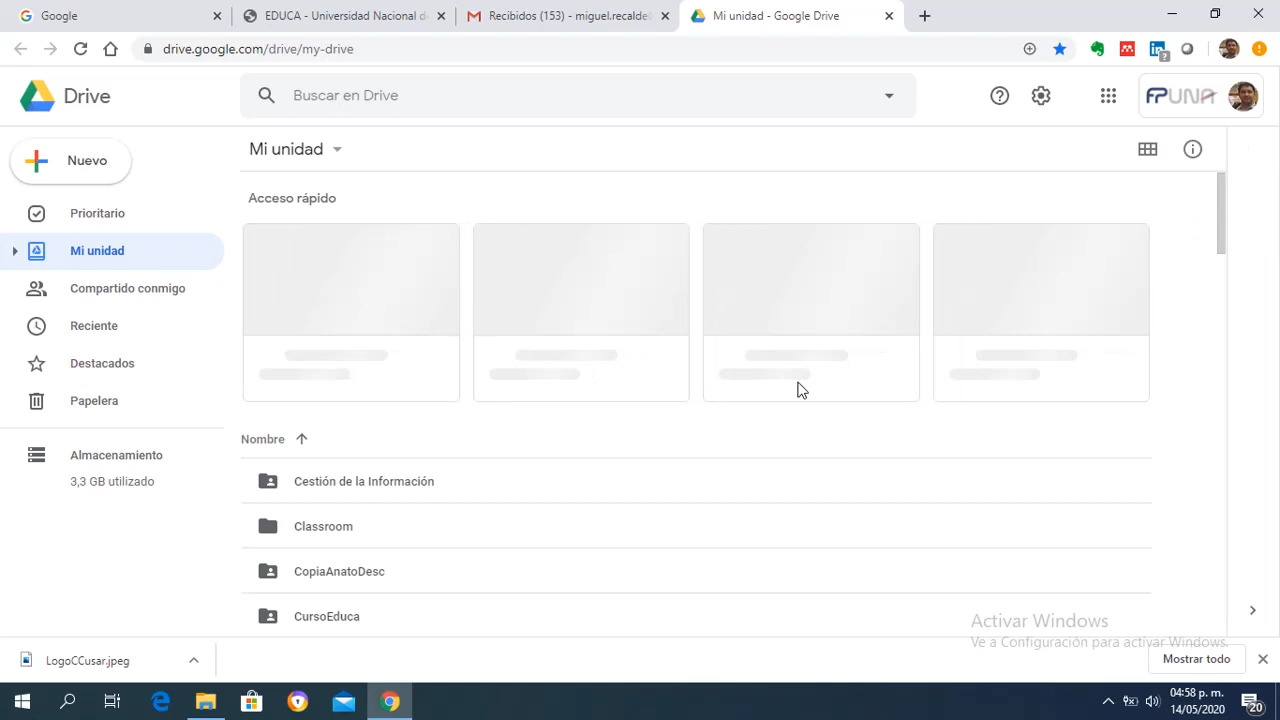 Google
EDUCA - Universidad Nacional de
Recibidos (153) - miguel.recalde
Mi unidad - Google Drive
drive.google.com/drive/my-drive
Drive
Buscar en Drive
FPUNA
Nuevo
Mi unidad
Prioritario
Acceso rápido
Mi unidad
Compartido conmigo
Reciente
Destacados
Papelera
Nombre
Almacenamiento
3,3 GB utilizado
Cestión de la Información
Classroom
CopiaAnatoDesc
CursoEduca
Activar Windows
Ve a Configuración para activar Windows.
LogoCCusar.jpeg
Mostrar todo
04:58 p. m.
14/05/2020
20